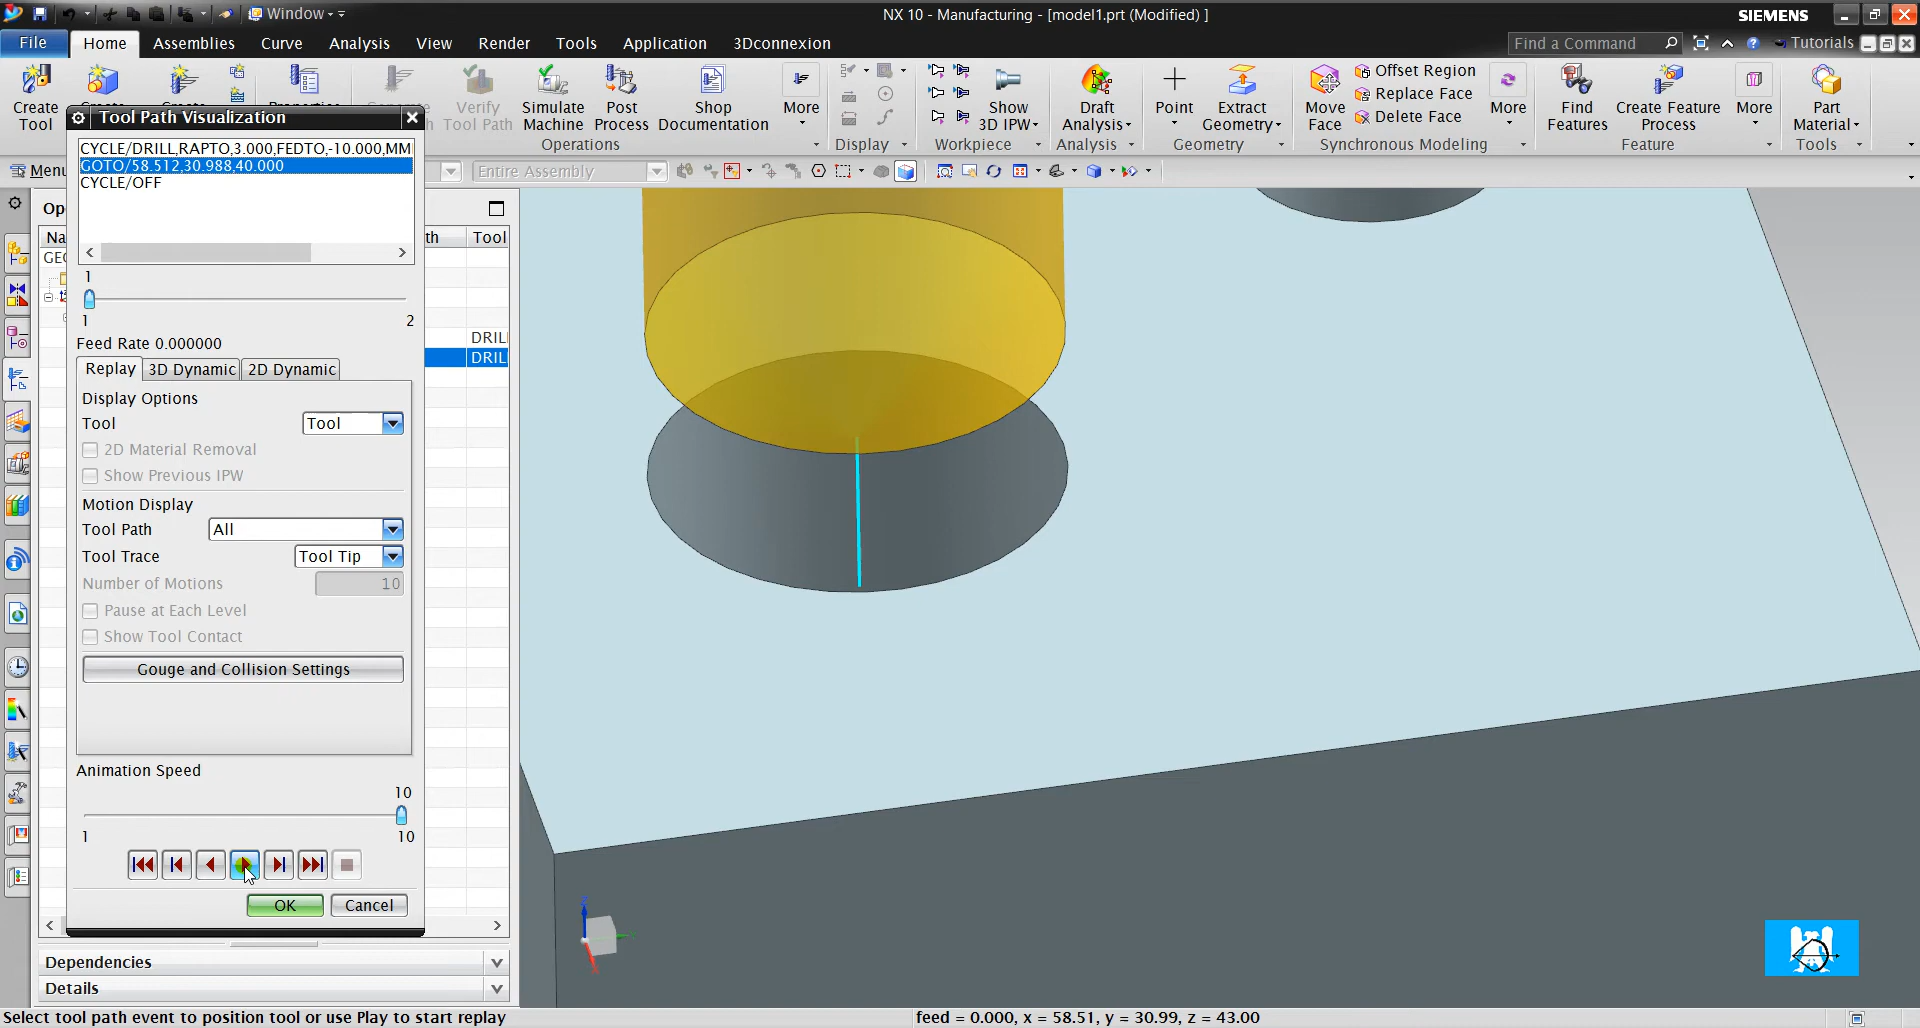 Window
NX 10 - Manufacturing - [model1.prt (Modified) ]
SIEMENS
File
Home
Assemblies
Curve
Analysis
View
Render
Tools
Application
3Dconnexion
Find a Command
Tutorials
Create
Tool
Verify
Tool Path
Simulate
Machine
Post
Process
Shop
Documentation
More
Operations
Display
Show
3D IPW
Workpiece
Draft
Analysis
Analysis
Point
Extract
Geometry
Geometry
Move
Face
Offset Region
Replace Face
Delete Face
More
Synchronous Modeling
Find
Features
Create Feature
Process
More
Feature
Part
Material
Tools
Menu
Entire Assembly
Tool Path Visualization
CYCLE/DRILL,RAPTO,3.000,FEDTO,-10.000,MM
GOTO/58.512,30.988,40.000
CYCLE/OFF
Op
Na
th
Tool
GEO
DRIL
DRIL
1
1
2
Feed Rate 0.000000
Replay
3D Dynamic
2D Dynamic
Display Options
Tool
Tool
2D Material Removal
Show Previous IPW
Motion Display
Tool Path
All
Tool Trace
Tool Tip
Number of Motions
10
Pause at Each Level
Show Tool Contact
Gouge and Collision Settings
Animation Speed
10
1
10
OK
Cancel
Dependencies
Details
Select tool path event to position tool or use Play to start replay
feed = 0.000, x = 58.51, y = 30.99, z = 43.00